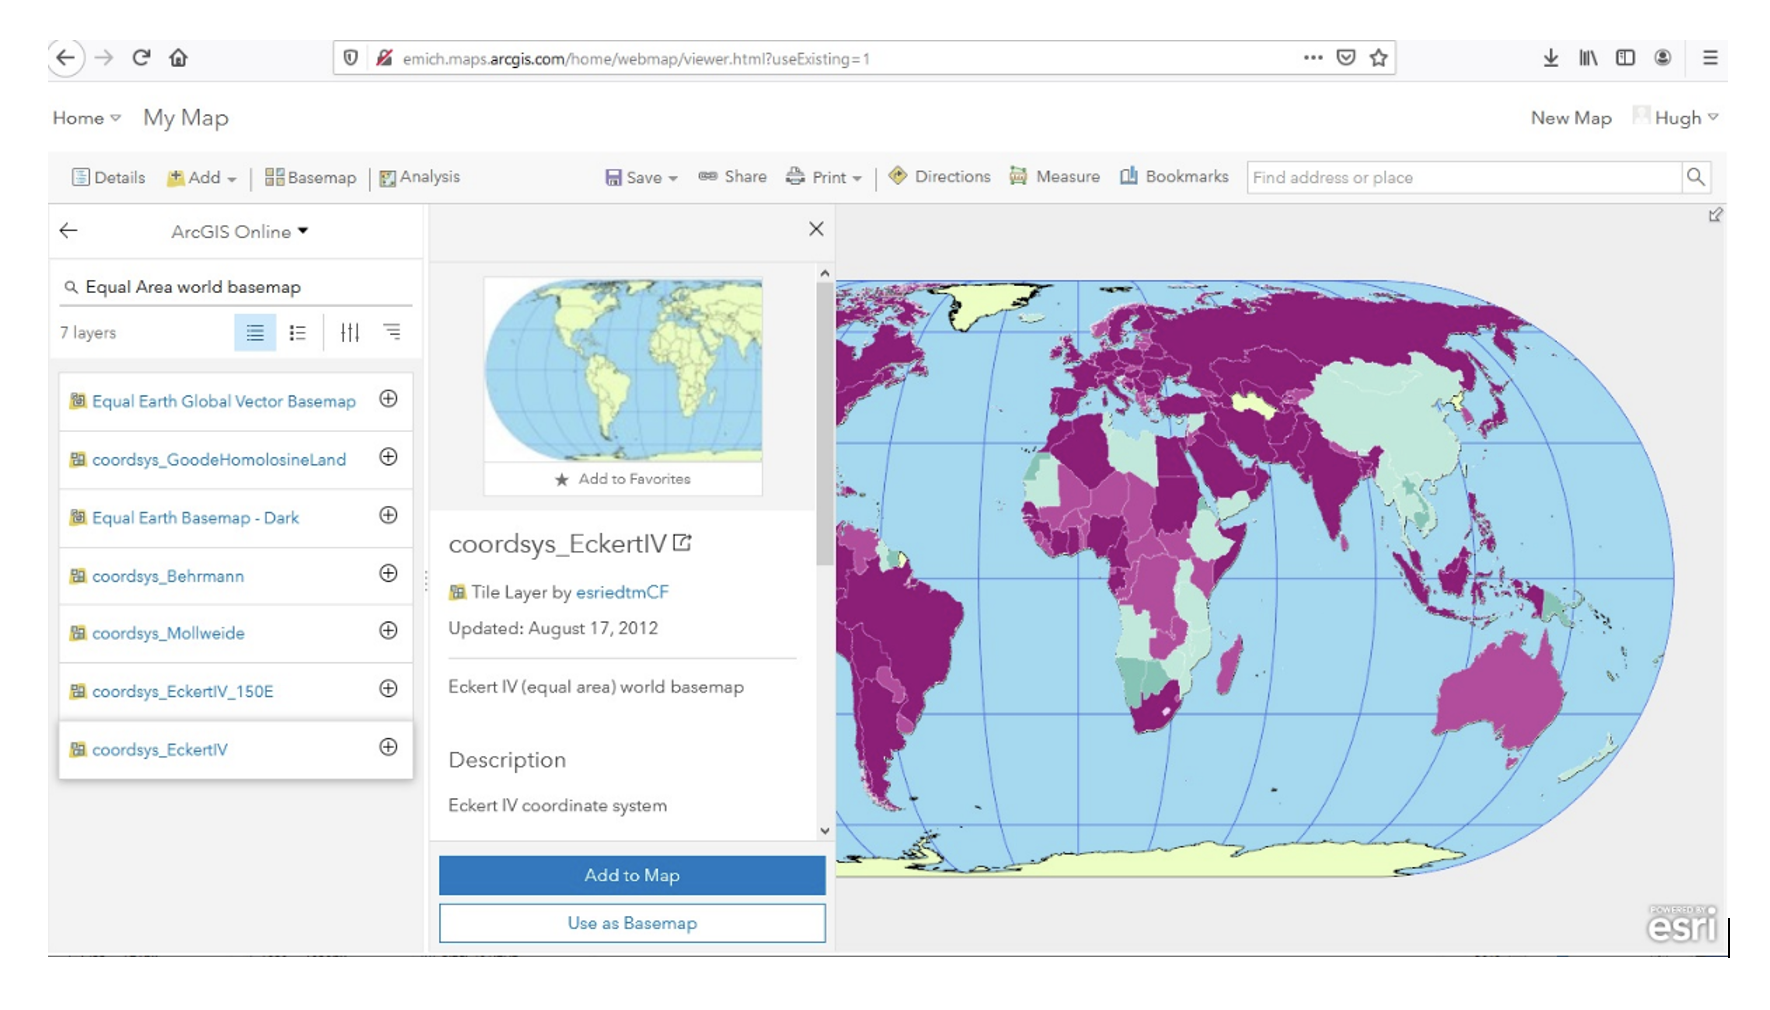 emich.maps.arcgis.com/home/webmap/viewer.html?useExisting=1
Home My Map New Map Hugh
Details Add Basemap Analysis Save Share Print Directions Measure Bookmarks Find address or place
ArcGIS Online
Equal Area world basemap
7 layers
Equal Earth Global Vector Basemap
coordsys_GoodeHomolosineLand
Equal Earth Basemap - Dark
coordsys_Behrmann
coordsys_Mollweide
coordsys_EckertIV_150E
coordsys_EckertIV
Add to Favorites
coordsys_EckertIV
Tile Layer by esriedtmCF
Updated: August 17, 2012
Eckert IV (equal area) world basemap
Description
Eckert IV coordinate system
Add to Map
Use as Basemap
POWERED BY
esri